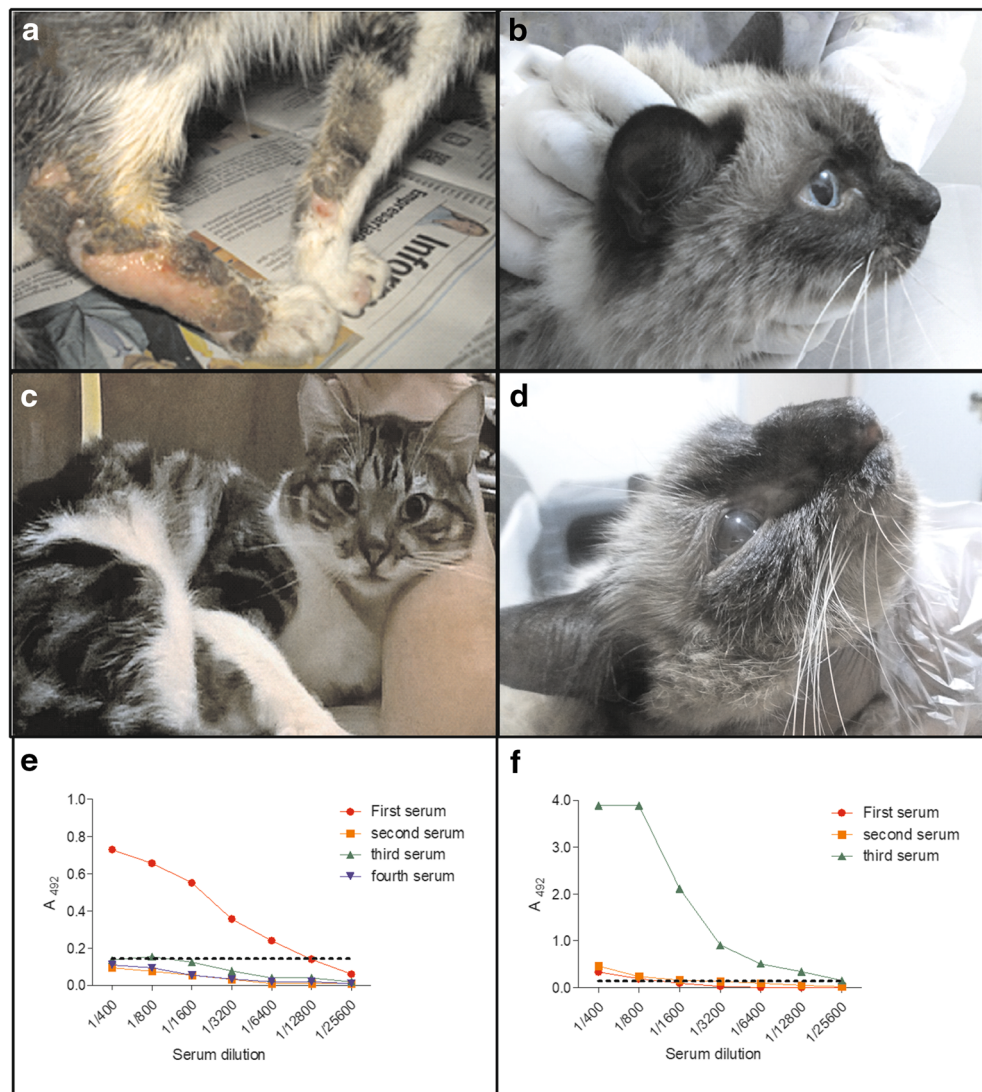 a
b
Empresarial
Infor
c
d
e
1.0
0.8
0.6
0.4
0.2
0.0
A 492
First serum
second serum
third serum
fourth serum
1/400
1/800
1/1600
1/3200
1/6400
1/12800
1/25600
Serum dilution
f
4.0
3.0
2.0
1.0
0.0
A 492
First serum
second serum
third serum
1/400
1/800
1/1600
1/3200
1/6400
1/12800
1/25600
Serum dilution